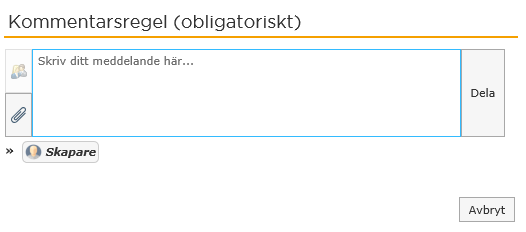 Kommentarsregel (obligatoriskt)
Skriv ditt meddelande här...
Dela
» Skapare
Avbryt